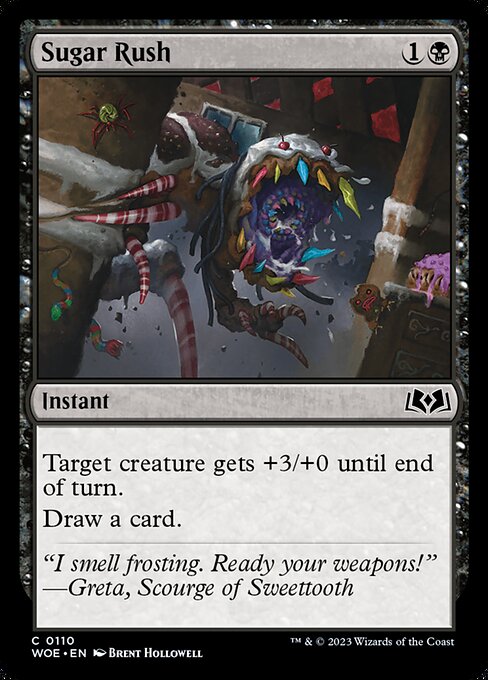 Sugar Rush 1
Instant
Target creature gets +3/+0 until end
of turn.
Draw a card.
“I smell frosting. Ready your weapons!”
—Greta, Scourge of Sweettooth
C 0110
WOE • EN Brent Hollowell
™ & © 2023 Wizards of the Coast